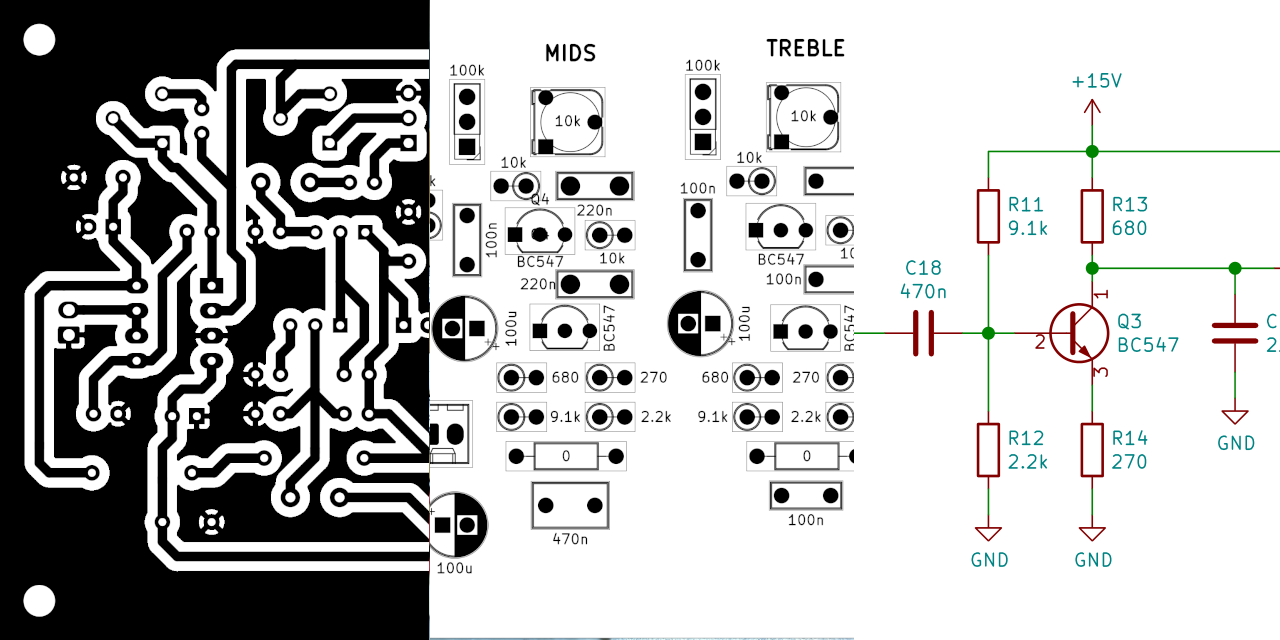 MIDS
TREBLE
100k
10k
10k
Q4
220n
100n
BC547
10k
220n
100u
BC547
680
270
9.1k
2.2k
0
470n
100u
100k
10k
10k
100n
BC547
100n
100u
BC547
680
270
9.1k
2.2k
0
100n
+15V
R11
9.1k
R13
680
C18
470n
1
2
3
Q3
BC547
R12
2.2k
R14
270
GND
GND
GND